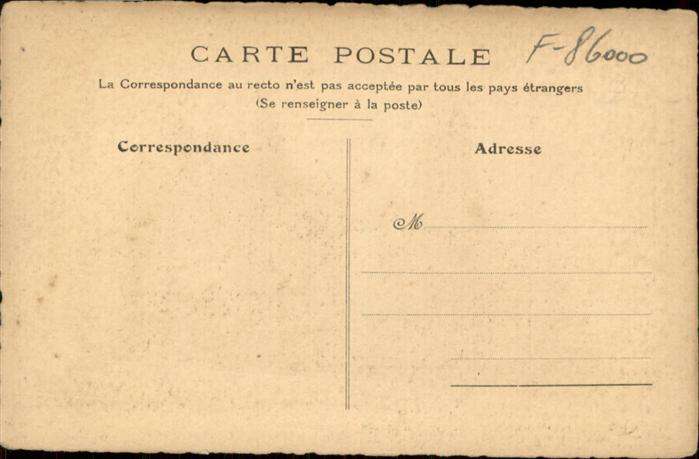 CARTE POSTALE F-86000
La Correspondance au recto n'est pas acceptée par tous les pays étrangers
(Se renseigner à la poste)
Correspondance
Adresse
M